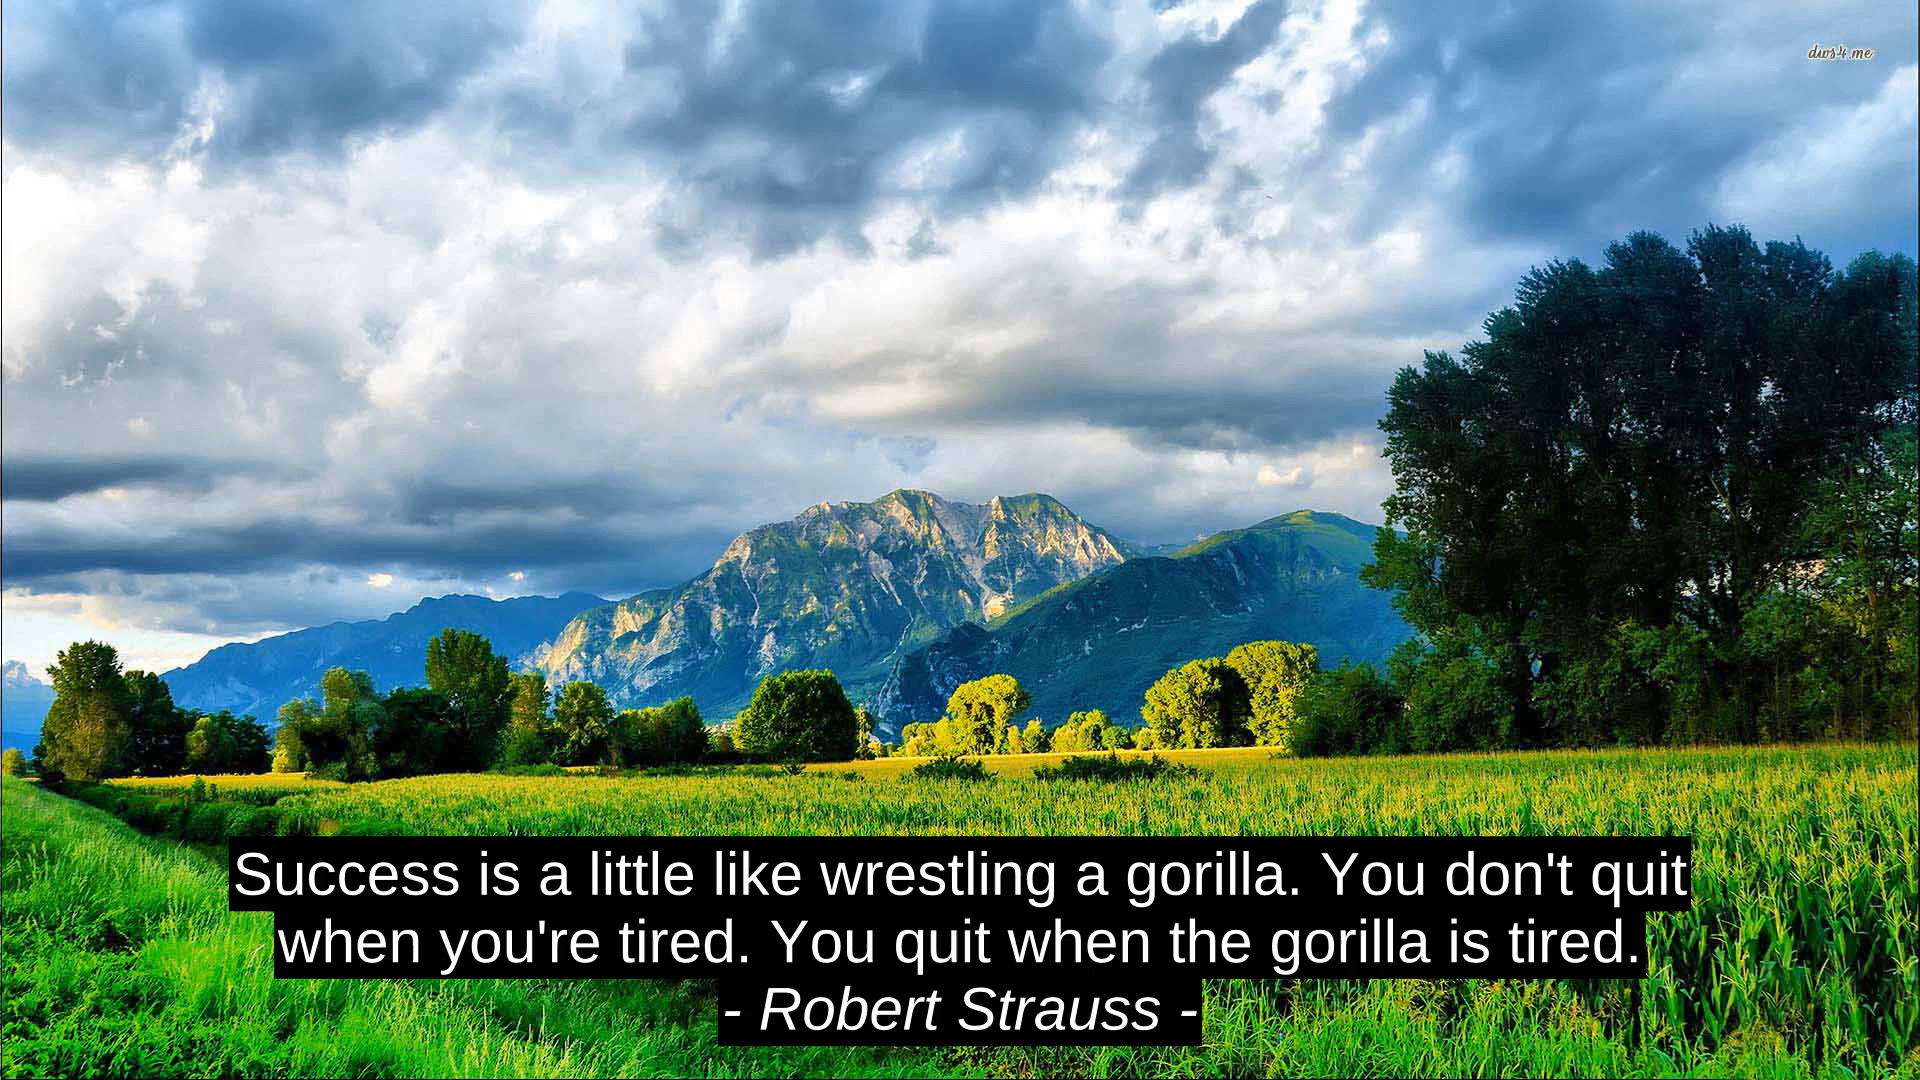 dws4.me
Success is a little like wrestling a gorilla. You don't quit
when you're tired. You quit when the gorilla is tired.
- Robert Strauss -